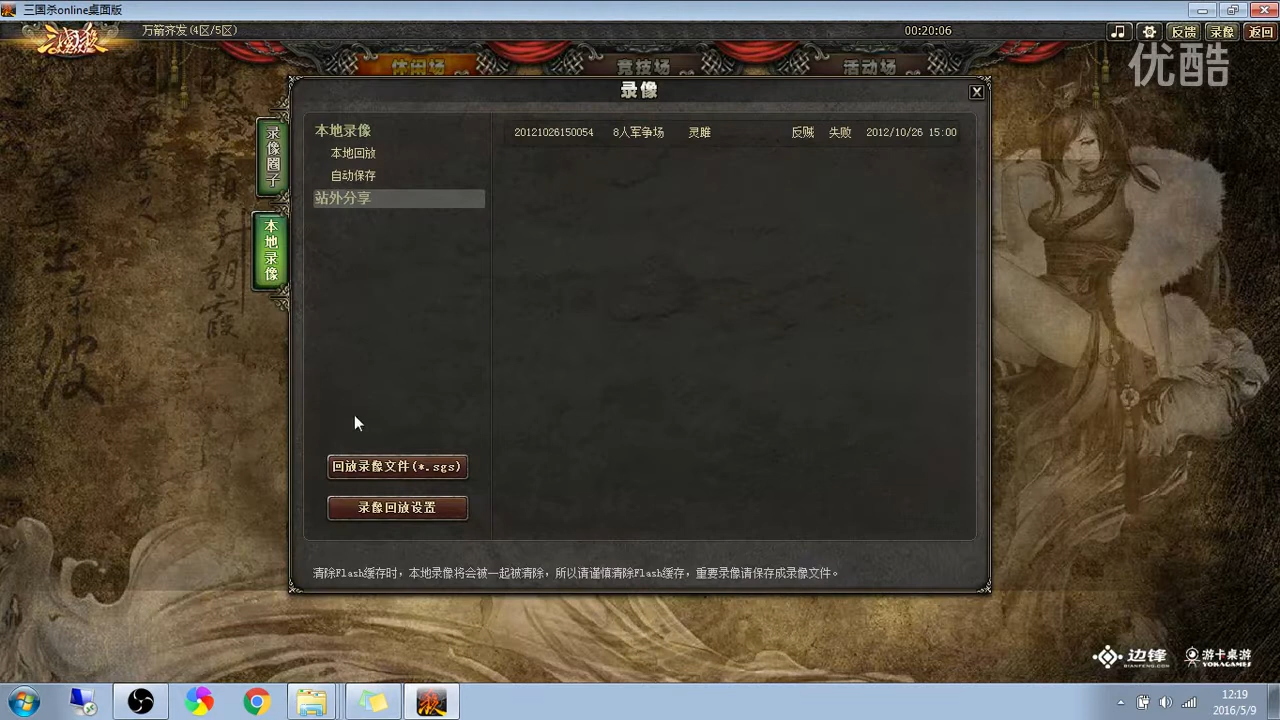 三国杀online桌面版
三国杀
万箭齐发(4区/5区)
00:20:06
反馈
录像
返回
优酷
休闲场
竞技场
活动场
录像
X
录像圈子
本地录像
本地录像
本地回放
自动保存
站外分享
20121026150054 8人军争场 灵雎 反贼 失败 2012/10/26 15:00
回放录像文件(*.sgs)
录像回放设置
清除Flash缓存时，本地录像将会被一起被清除，所以请谨慎清除Flash缓存，重要录像请保存成录像文件。
边锋
BIANFENG.COM
游卡桌游
YOKAGAMES
12:19
2016/5/9